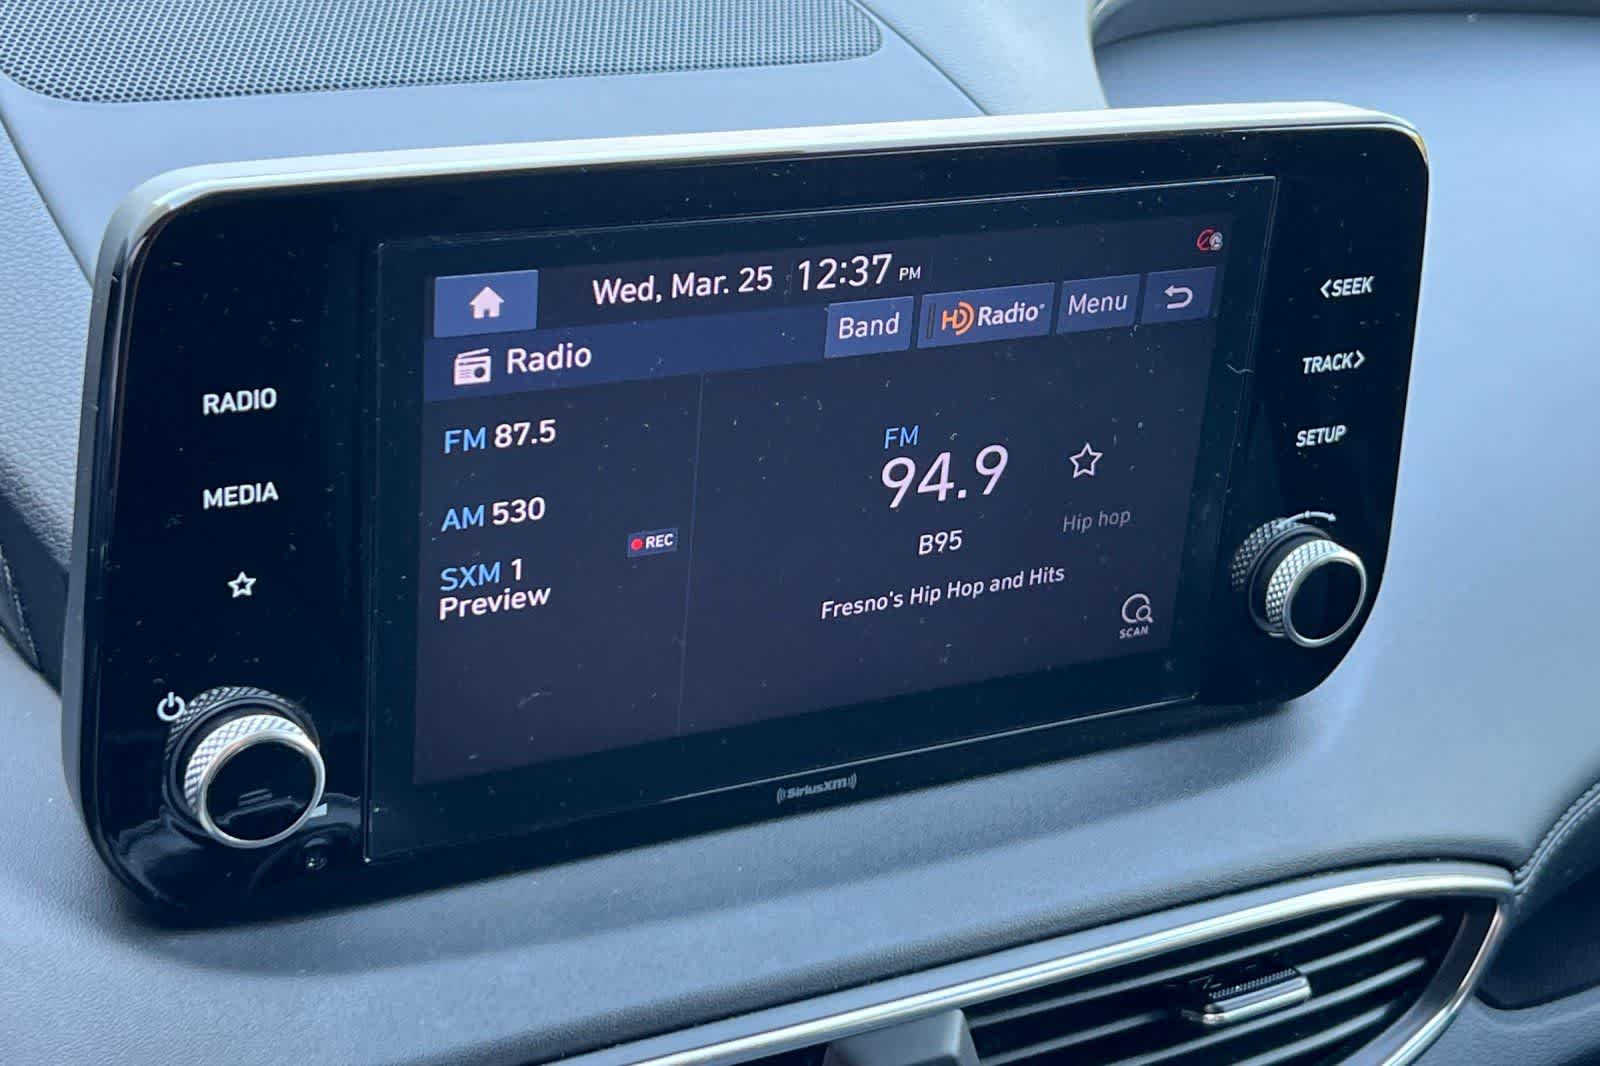 Wed, Mar. 25 12:37 PM
Radio
Band
HD Radio
Menu
<SEEK
TRACK>
SETUP
RADIO
MEDIA
FM 87.5
AM 530
REC
SXM 1
Preview
FM
94.9
B95
Hip hop
Fresno's Hip Hop and Hits
SCAN
SiriusXM